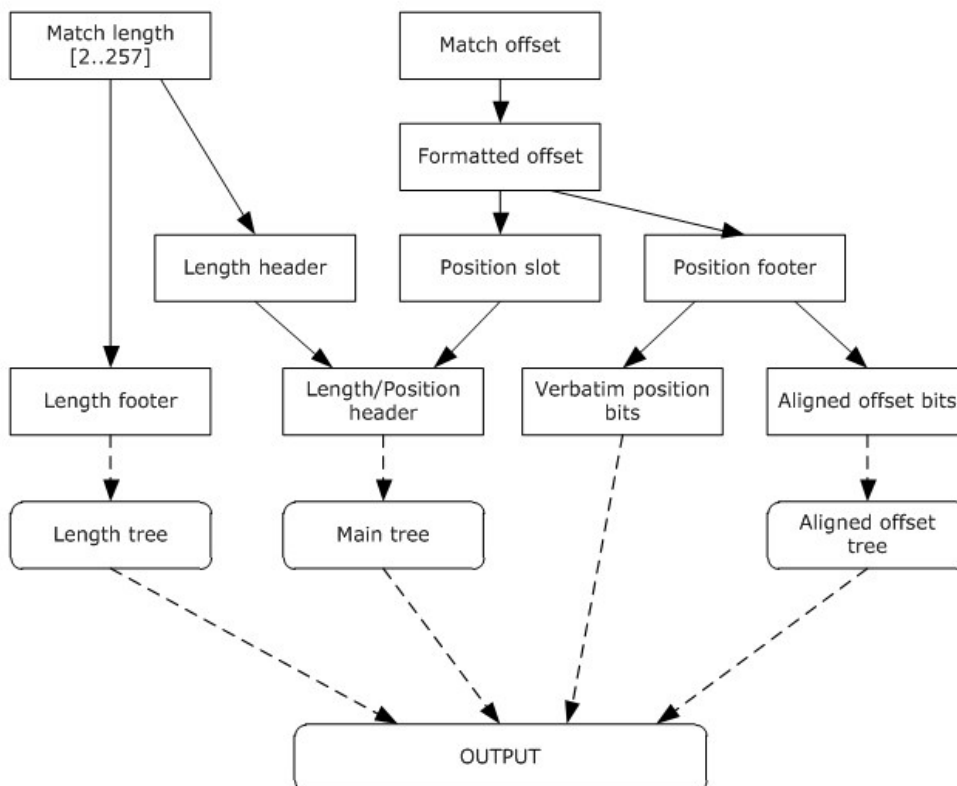 Match length
[2..257]
Match offset
Formatted offset
Length header
Position slot
Position footer
Length footer
Length/Position
header
Verbatim position
bits
Aligned offset bits
Length tree
Main tree
Aligned offset
tree
OUTPUT